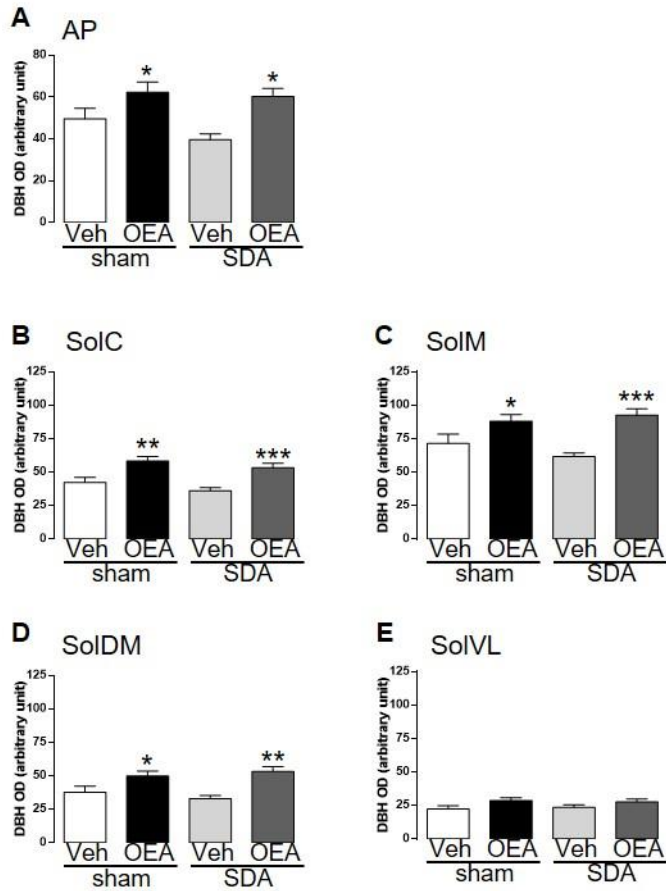 A
AP
DBH OD (arbitrary unit)
80
60
40
20
0
* *
Veh OEA Veh OEA
sham SDA
B
SolC
DBH OD (arbitrary unit)
125
100
75
50
25
0
** ***
Veh OEA Veh OEA
sham SDA
C
SolM
DBH OD (arbitrary unit)
125
100
75
50
25
0
* ***
Veh OEA Veh OEA
sham SDA
D
SolDM
DBH OD (arbitrary unit)
125
100
75
50
25
0
* **
Veh OEA Veh OEA
sham SDA
E
SolVL
DBH OD (arbitrary unit)
125
100
75
50
25
0
Veh OEA Veh OEA
sham SDA